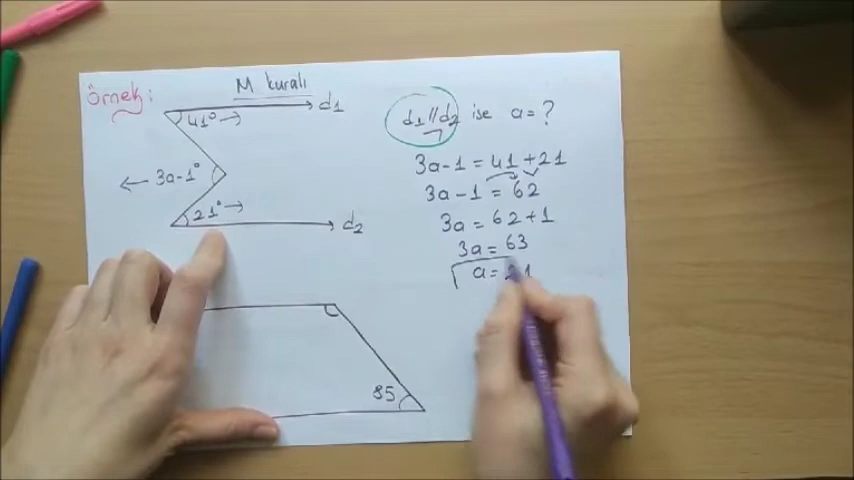 Örnek:
M kuralı
d1
41°
3a-1°
21°
d2
d1//d2 ise a=?
3a-1=41+21
3a-1=62
3a=62+1
3a=63
a=21
85